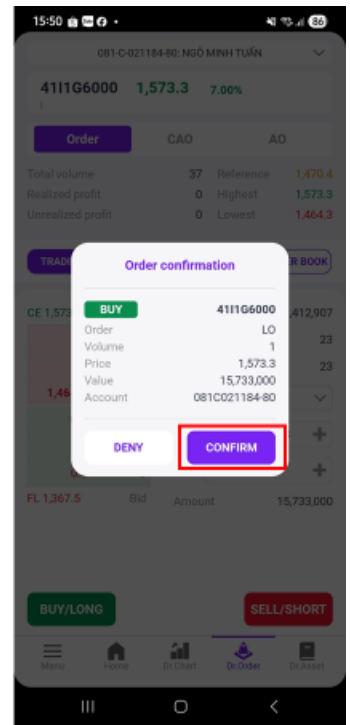 15:50
86
081-C-021184-80: NGÔ MINH TUẤN
41I1G6000 1,573.3 7.00%
Order CAO AO
Total volume 37 Reference 1,470.4
Realized profit 0 Highest 1,573.3
Unrealized profit 0 Lowest 1,464.3
TRADI
R BOOK
Order confirmation
CE 1,573
,412,907
BUY 41I1G6000
Order LO
23
Volume 1
Price 1,573.3
23
Value 15,733,000
1,46
Account 081C021184-80
DENY CONFIRM
FL 1,367.5 Bid Amount 15,733,000
BUY/LONG SELL/SHORT
Menu Home Dr.Chart Dr.Order Dr.Asset